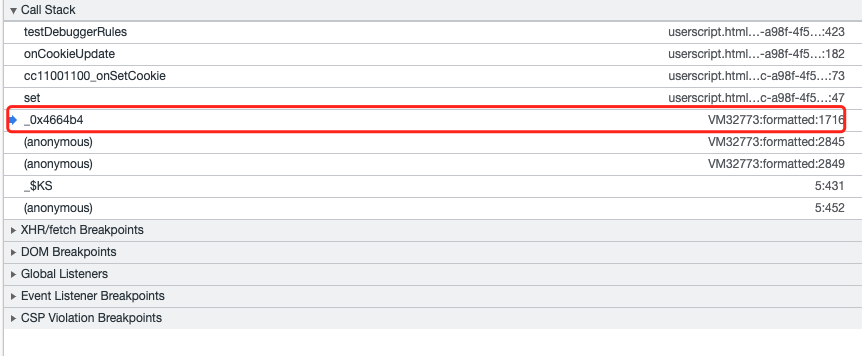 Call Stack
testDebuggerRules userscript.html…-a98f-4f5…:423
onCookieUpdate userscript.html…-a98f-4f5…:182
cc11001100_onSetCookie userscript.html…c-a98f-4f5…:73
set userscript.html…c-a98f-4f5…:47
_0x4664b4 VM32773:formatted:1716
(anonymous) VM32773:formatted:2845
(anonymous) VM32773:formatted:2849
_$KS 5:431
(anonymous) 5:452
XHR/fetch Breakpoints
DOM Breakpoints
Global Listeners
Event Listener Breakpoints
CSP Violation Breakpoints